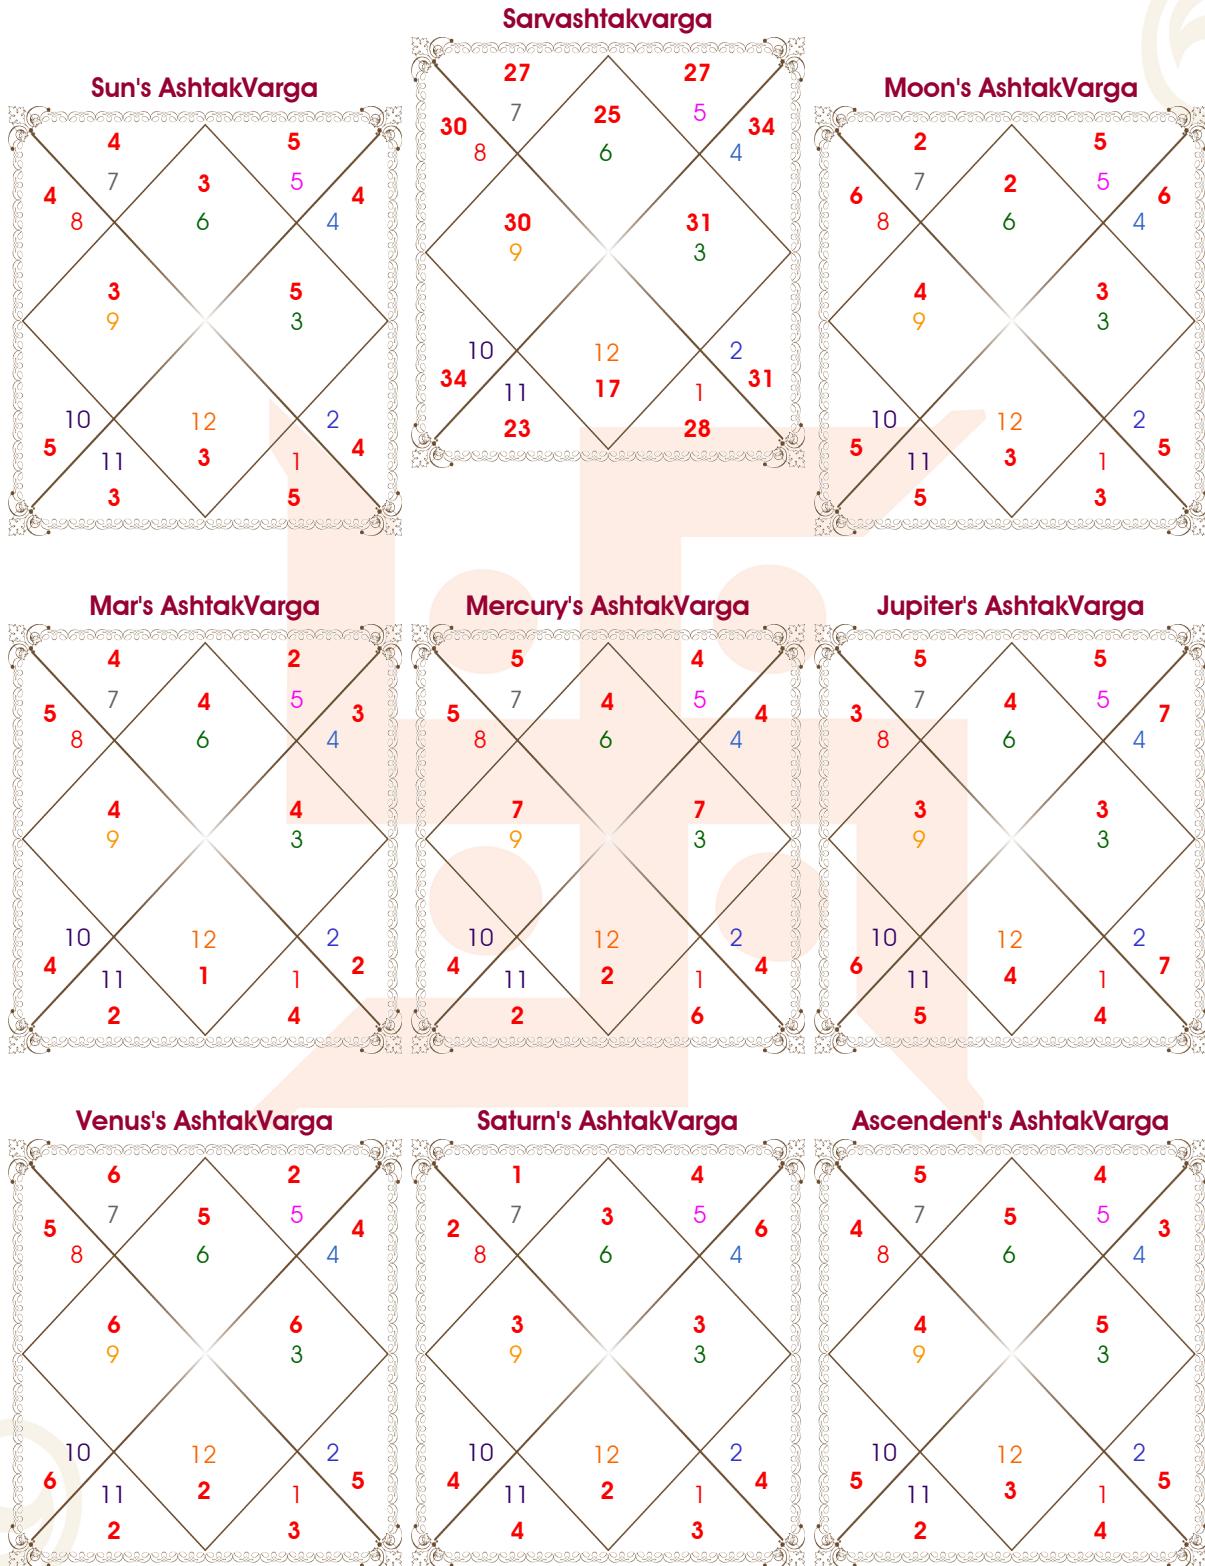 Sarvashtakvarga
27 27
7 25 5
30 34
8 6 4
30 31
9 3
10 12 2
34 17 31
11 1
23 28
Sun's AshtakVarga
4 5
7 3 5
4 4
8 6 4
3 5
9 3
10 12 2
5 3 4
11 1
3 5
Moon's AshtakVarga
2 5
7 2 5
6 6
8 6 4
4 3
9 3
10 12 2
5 3 5
11 1
5 3
Mar's AshtakVarga
4 2
7 4 5
5 3
8 6 4
4 4
9 3
10 12 2
4 1 2
11 1
2 4
Mercury's AshtakVarga
5 4
7 4 5
5 4
8 6 4
7 7
9 3
10 12 2
4 2 4
11 1
2 6
Jupiter's AshtakVarga
5 5
7 4 5
3 7
8 6 4
3 3
9 3
10 12 2
6 4 7
11 1
5 4
Venus's AshtakVarga
6 2
7 5 5
5 4
8 6 4
6 6
9 3
10 12 2
6 2 5
11 1
2 3
Saturn's AshtakVarga
1 4
7 3 5
2 6
8 6 4
3 3
9 3
10 12 2
4 2 4
11 1
4 3
Ascendent's AshtakVarga
5 4
7 5 5
4 3
8 6 4
4 5
9 3
10 12 2
5 3 5
11 1
2 4